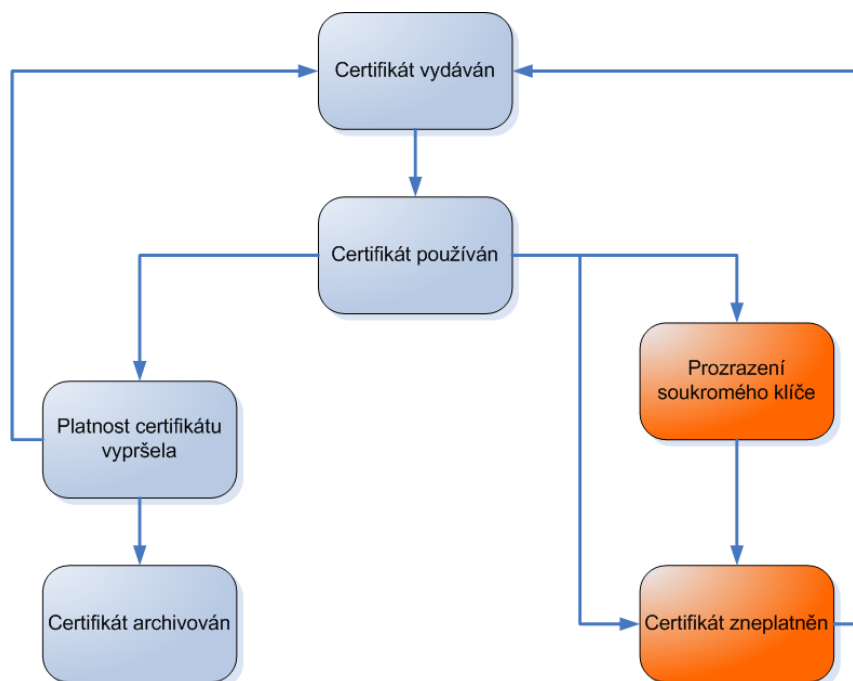 Certifikát vydáván
Certifikát používán
Prozrazení
soukromého klíče
Platnost certifikátu
vypršela
Certifikát archivován
Certifikát zneplatněn